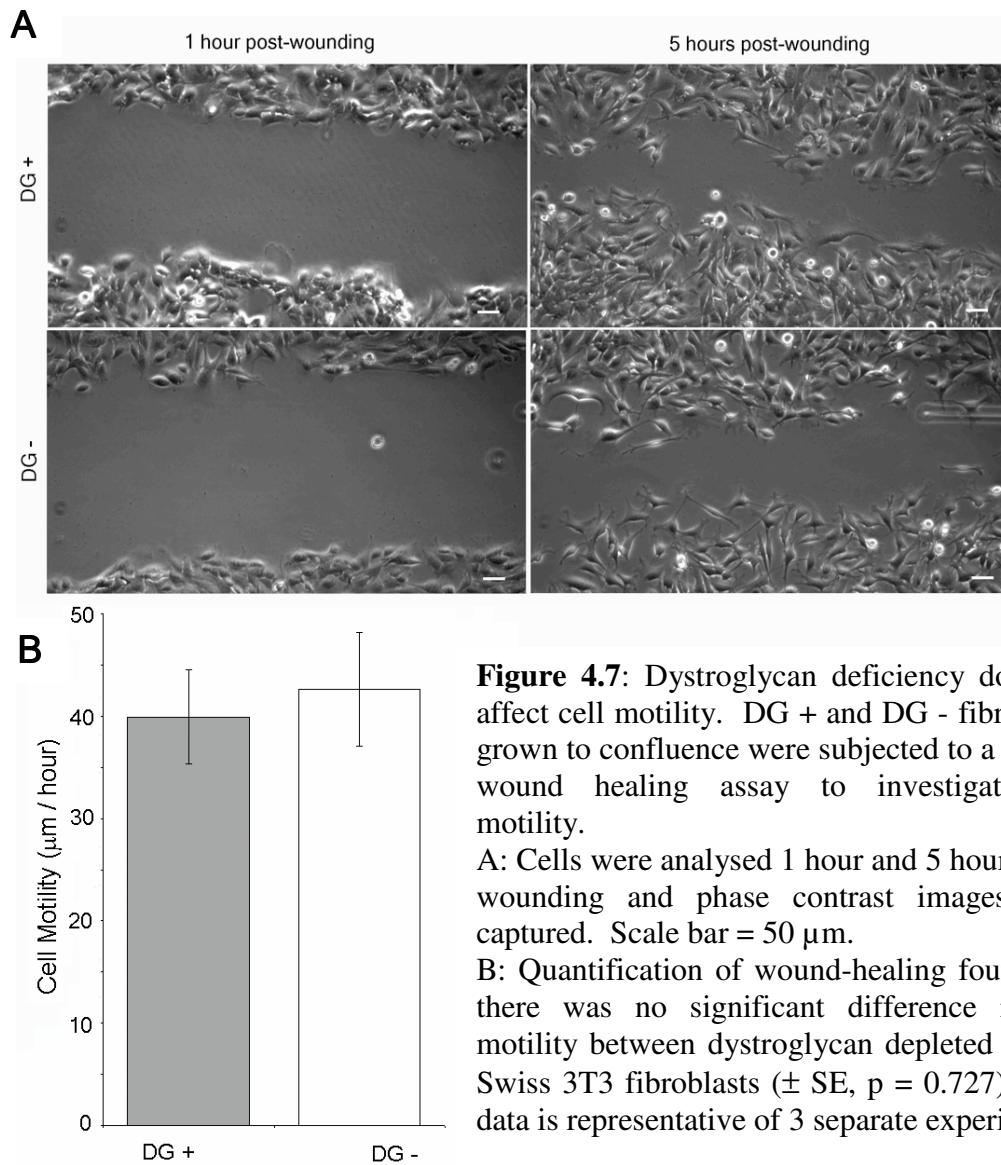 A
1 hour post-wounding
5 hours post-wounding
DG +
DG -
B
50
40
30
20
10
0
Cell Motility (µm / hour)
DG +
DG -
Figure 4.7: Dystroglycan deficiency do
affect cell motility. DG + and DG - fibr
grown to confluence were subjected to a
wound healing assay to investigat
motility.
A: Cells were analysed 1 hour and 5 hour
wounding and phase contrast images
captured. Scale bar = 50 µm.
B: Quantification of wound-healing fou
there was no significant difference
motility between dystroglycan depleted
Swiss 3T3 fibroblasts (± SE, p = 0.727)
data is representative of 3 separate experi